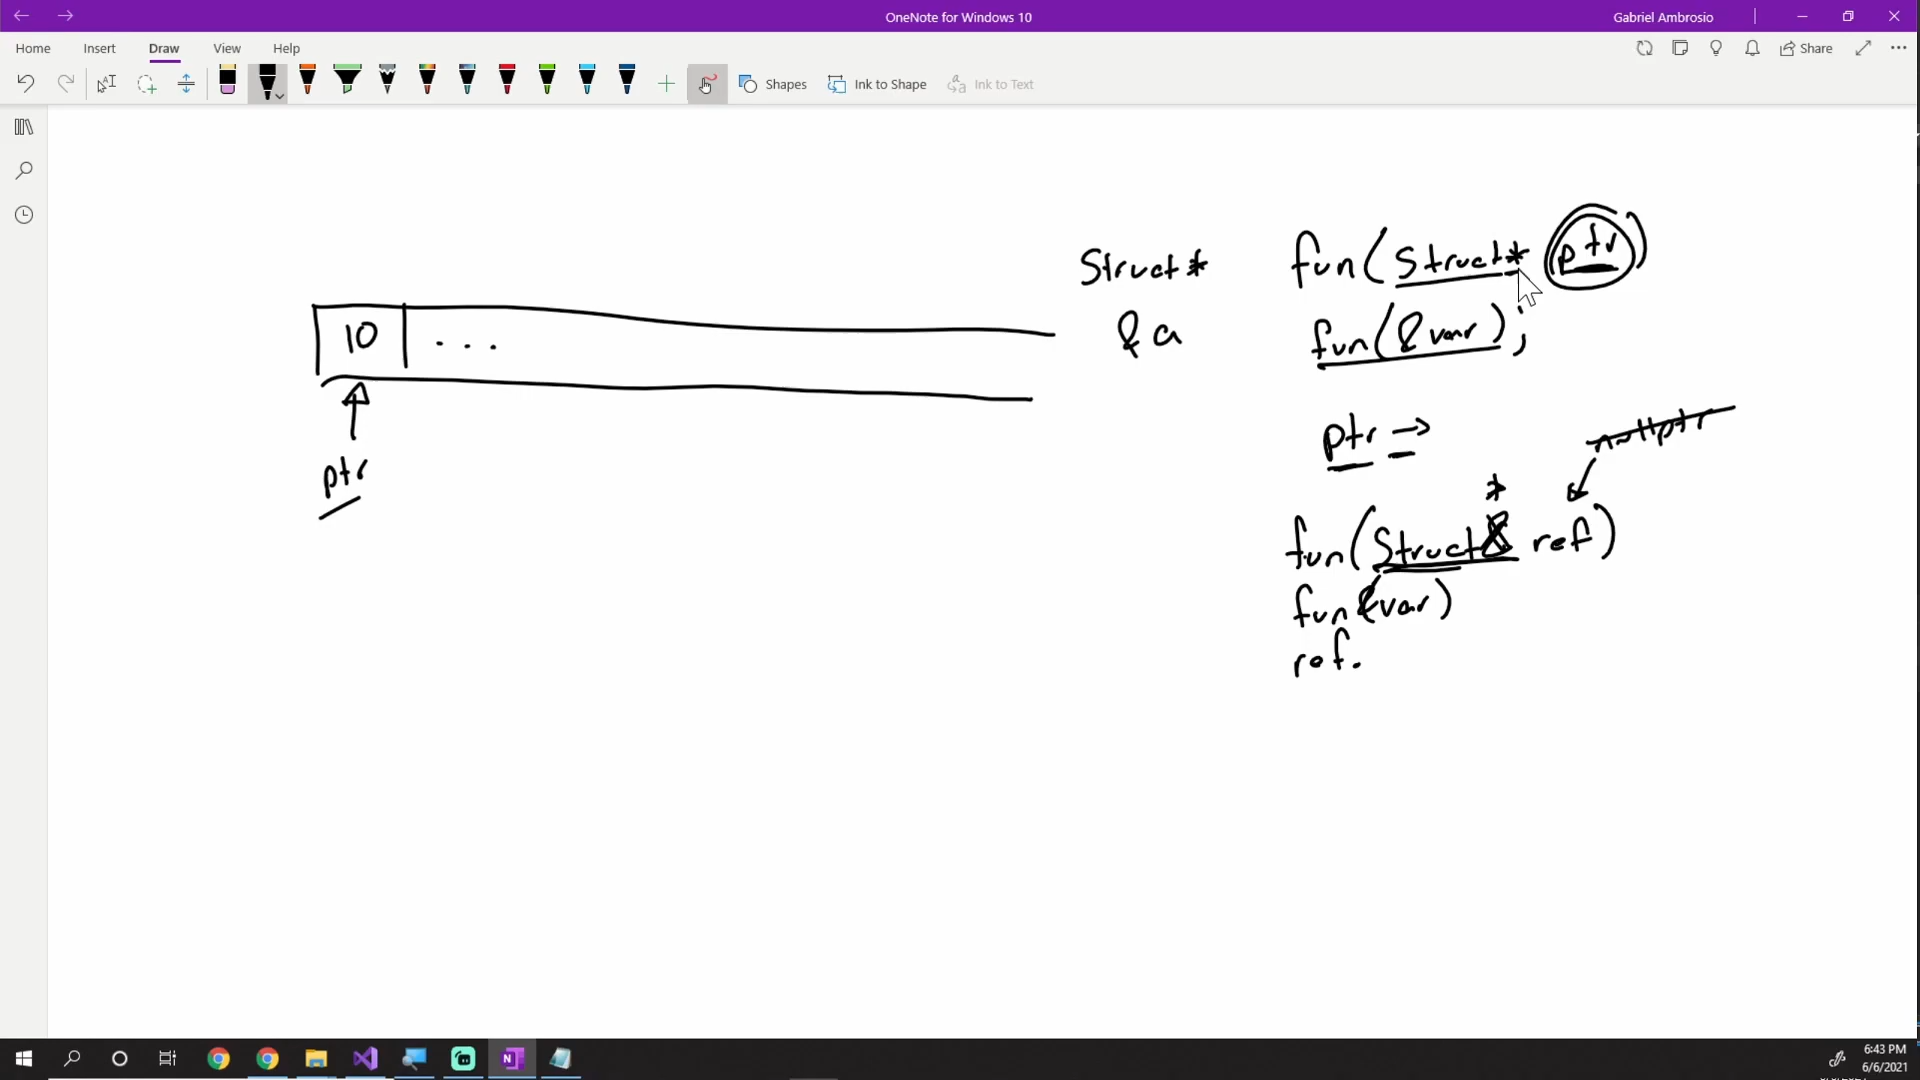 OneNote for Windows 10
Gabriel Ambrosio
Home Insert Draw View Help
Share
Shapes
Ink to Shape
Ink to Text
10 ...
ptr
Struct*
& a
fun(Struct* ptr)
fun(&var);
ptr ->
nullptr
*
fun(Struct& ref)
fun(&var)
ref.
6:43 PM
6/6/2021